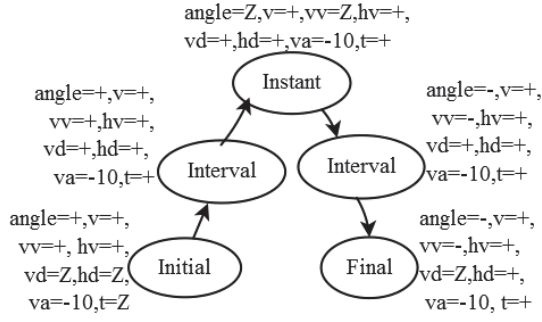 angle=Z,v=+,vv=Z,hv=+,
vd=+,hd=+,va=-10,t=+
Instant
angle=+,v=+,
vv=+,hv=+,
vd=+,hd=+,
va=-10,t=+
Interval
angle=-,v=+,
vv=-,hv=+,
vd=+,hd=+,
va=-10,t=+
Interval
angle=+,v=+,
vv=+, hv=+,
vd=Z,hd=Z,
va=-10,t=Z
Initial
angle=-,v=+,
vv=-,hv=+,
vd=Z,hd=+,
va=-10, t=+
Final